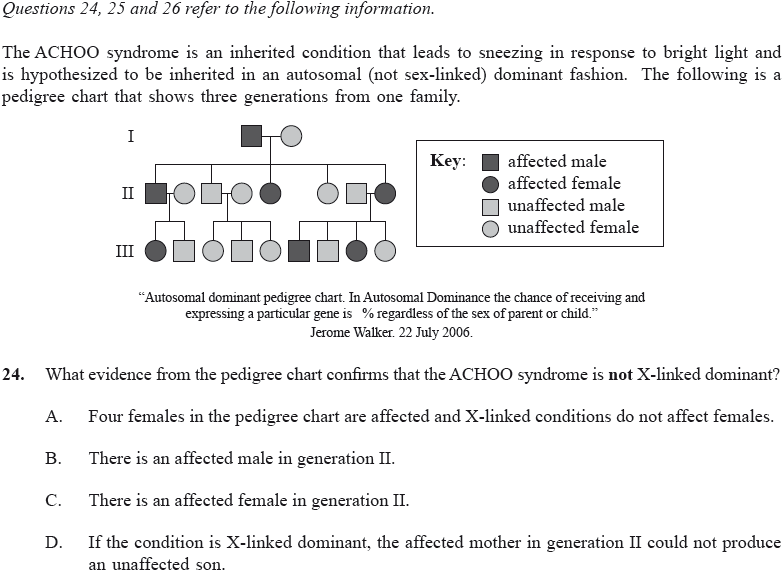 Questions 24, 25 and 26 refer to the following information.
The ACHOO syndrome is an inherited condition that leads to sneezing in response to bright light and
is hypothesized to be inherited in an autosomal (not sex-linked) dominant fashion. The following is a
pedigree chart that shows three generations from one family.
I
Key:
affected male
affected female
II
unaffected male
unaffected female
III
“Autosomal dominant pedigree chart. In Autosomal Dominance the chance of receiving and
expressing a particular gene is % regardless of the sex of parent or child.”
Jerome Walker. 22 July 2006.
24. What evidence from the pedigree chart confirms that the ACHOO syndrome is not X-linked dominant?
A. Four females in the pedigree chart are affected and X-linked conditions do not affect females.
B. There is an affected male in generation II.
C. There is an affected female in generation II.
D. If the condition is X-linked dominant, the affected mother in generation II could not produce
an unaffected son.